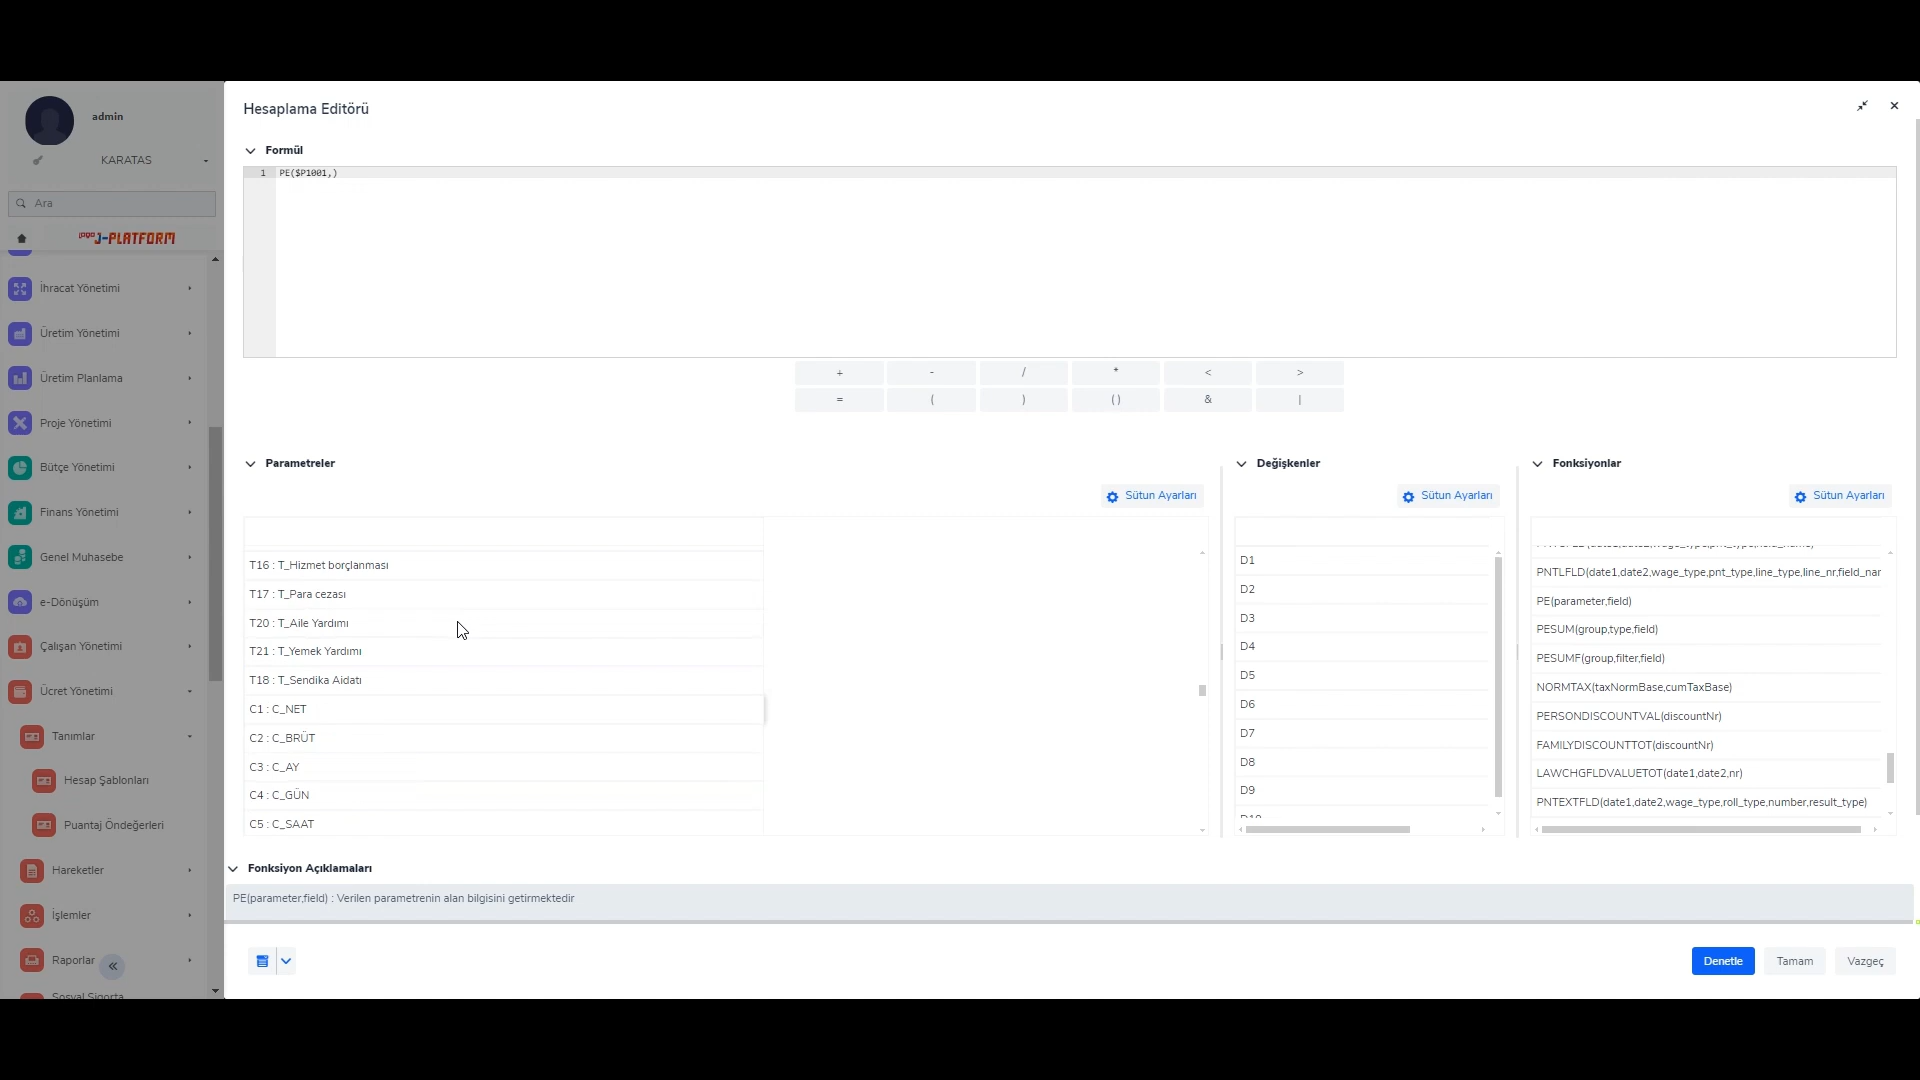 admin
KARATAS
Ara
logo J-PLATFORM
İhracat Yönetimi
Üretim Yönetimi
Üretim Planlama
Proje Yönetimi
Bütçe Yönetimi
Finans Yönetimi
Genel Muhasebe
e-Dönüşüm
Çalışan Yönetimi
Ücret Yönetimi
Tanımlar
Hesap Şablonları
Puantaj Öndeğerleri
Hareketler
İşlemler
Raporlar
Sosyal Sigorta
Hesaplama Editörü
Formül
1 PE($P1001,)
+ - / * < >
= ( ) () & |
Parametreler
Sütun Ayarları
T16 : T_Hizmet borçlanması
T17 : T_Para cezası
T20 : T_Aile Yardımı
T21 : T_Yemek Yardımı
T18 : T_Sendika Aidatı
C1 : C_NET
C2 : C_BRÜT
C3 : C_AY
C4 : C_GÜN
C5 : C_SAAT
Değişkenler
Sütun Ayarları
D1
D2
D3
D4
D5
D6
D7
D8
D9
D10
Fonksiyonlar
Sütun Ayarları
PNTLFLD(date1,date2,wage_type,pnt_type,line_type,line_nr,field_nar
PE(parameter,field)
PESUM(group,type,field)
PESUMF(group,filter,field)
NORMTAX(taxNormBase,cumTaxBase)
PERSONDISCOUNTVAL(discountNr)
FAMILYDISCOUNTTOT(discountNr)
LAWCHGFLDVALUETOT(date1,date2,nr)
PNTEXTFLD(date1,date2,wage_type,roll_type,number,result_type)
Fonksiyon Açıklamaları
PE(parameter,field) : Verilen parametrenin alan bilgisini getirmektedir
Denetle
Tamam
Vazgeç